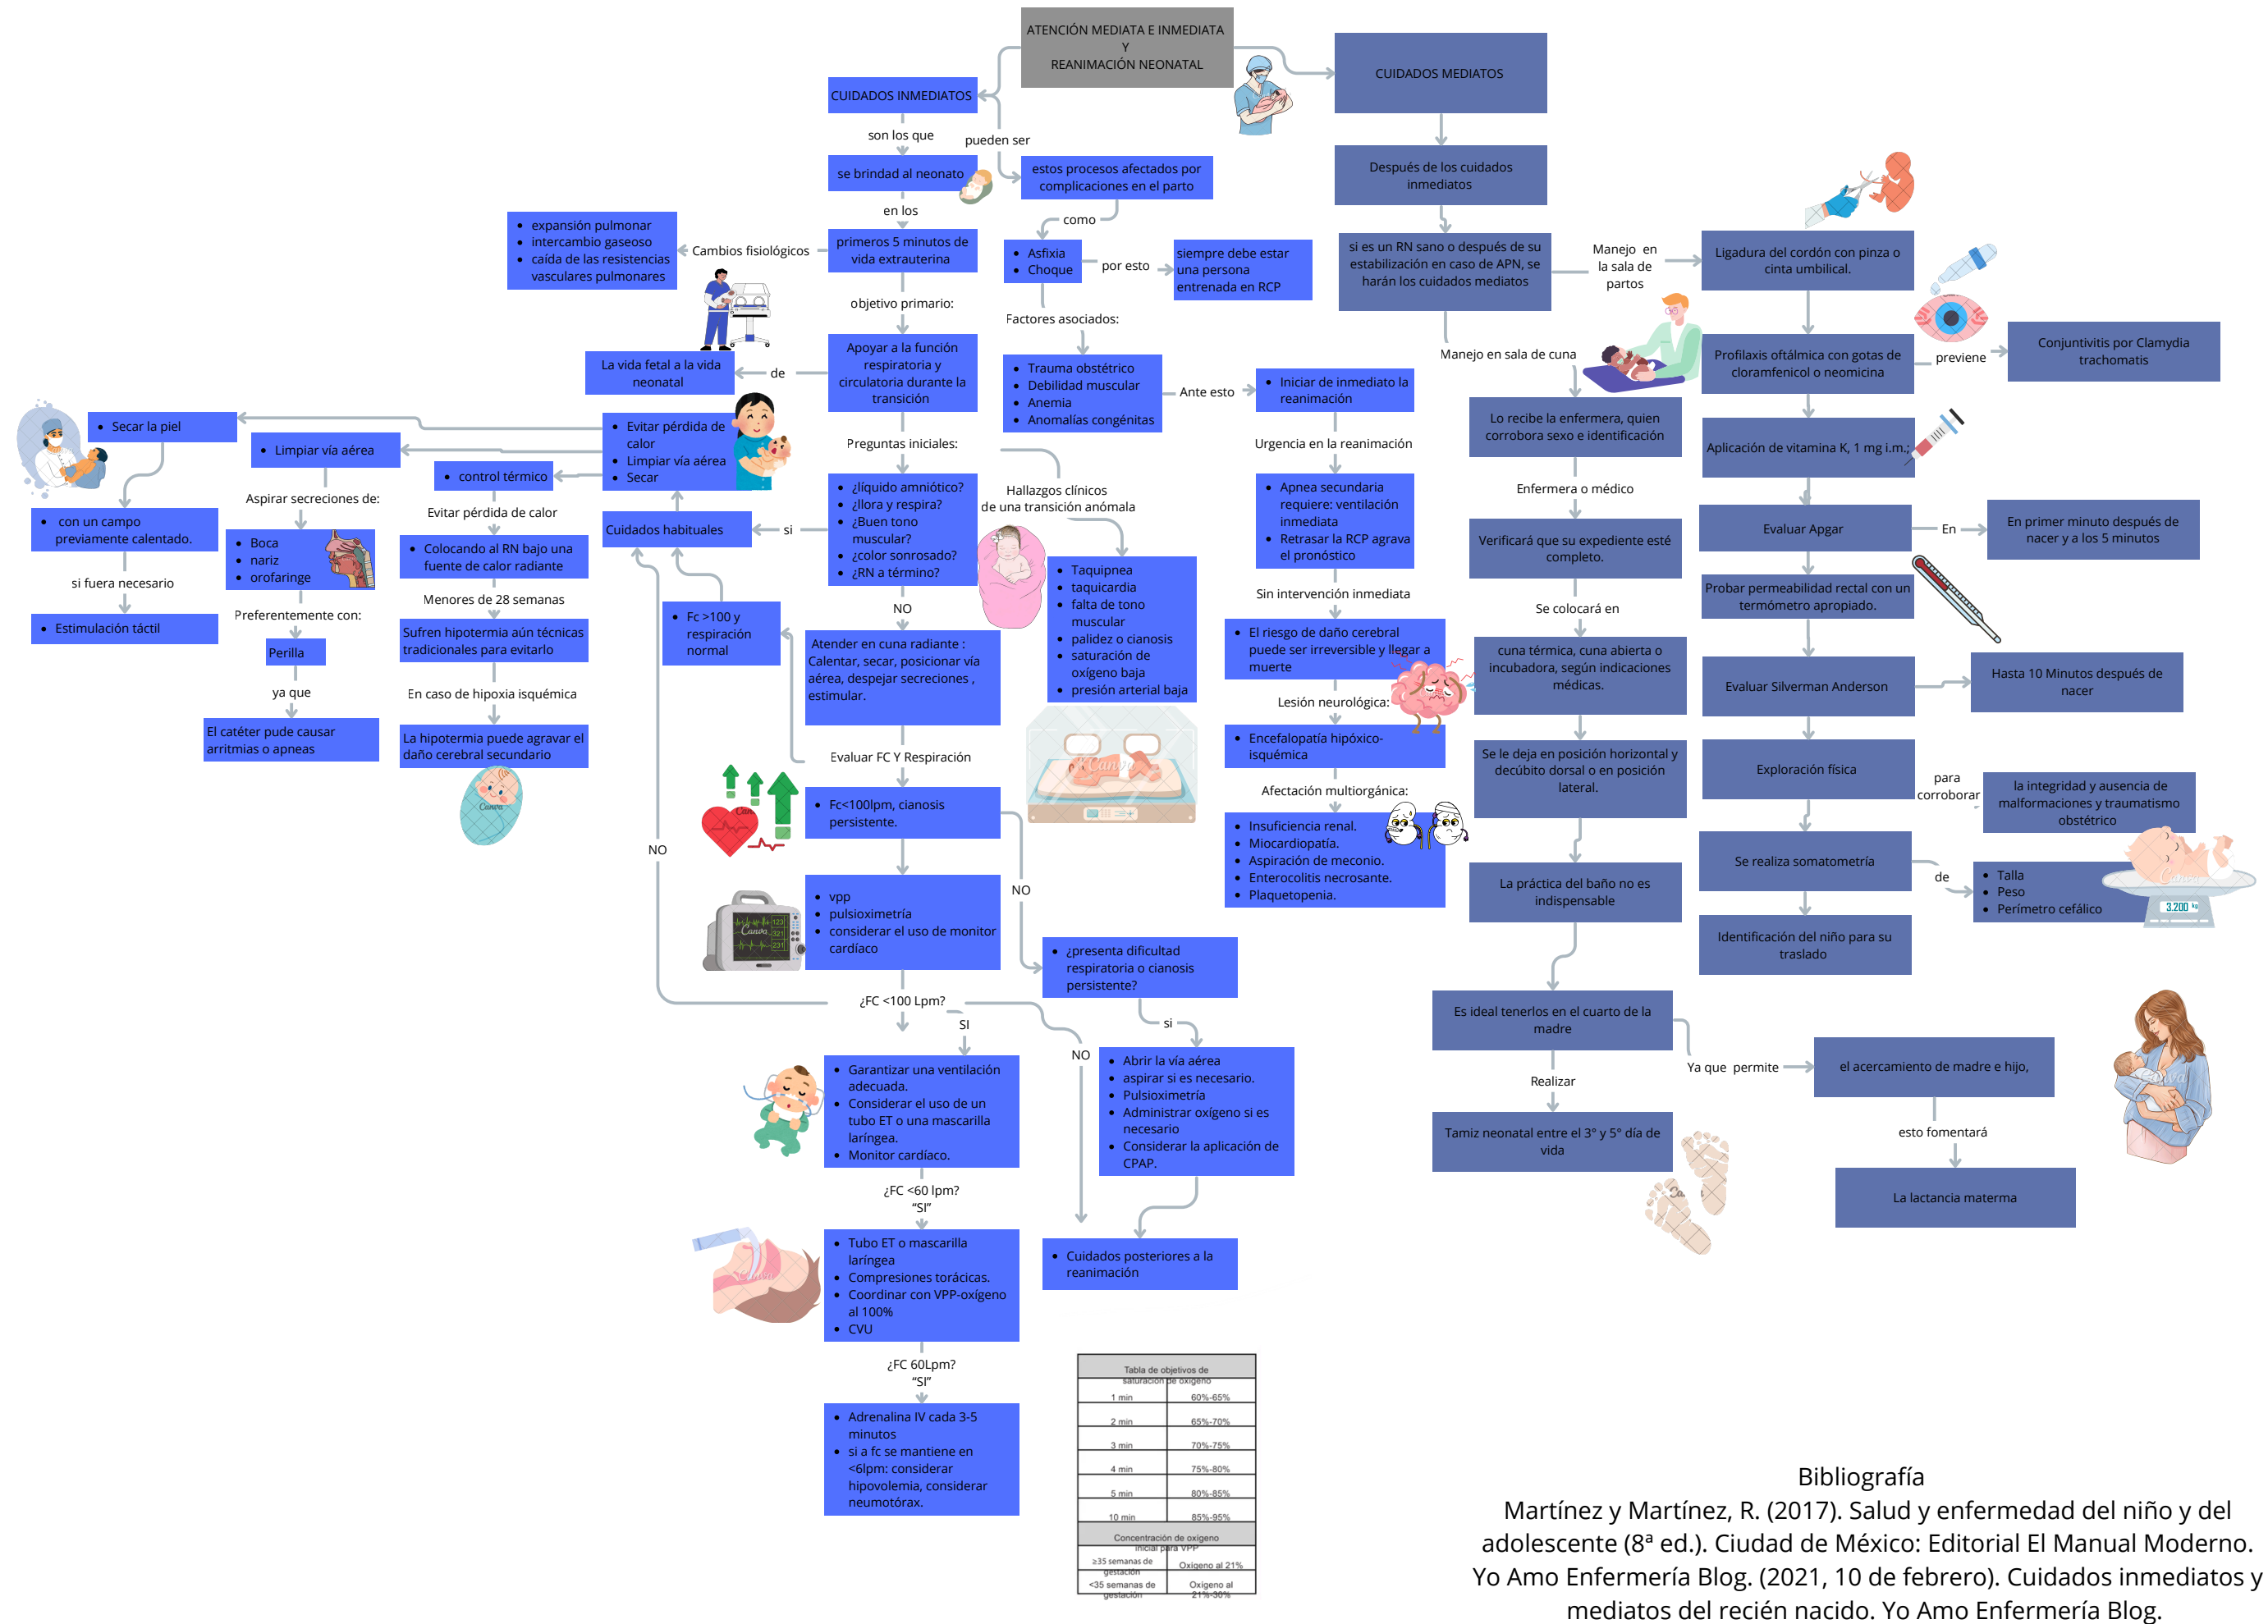 ATENCIÓN MEDIATA E INMEDIATA
Y
REANIMACIÓN NEONATAL
CUIDADOS INMEDIATOS
son los que
se brindad al neonato
en los
primeros 5 minutos de
vida extrauterina
Cambios fisiológicos
expansión pulmonar
intercambio gaseoso
caída de las resistencias
vasculares pulmonares
objetivo primario:
Apoyar a la función
respiratoria y
circulatoria durante la
transición
de
La vida fetal a la vida
neonatal
Preguntas iniciales:
¿líquido amniótico?
¿llora y respira?
¿Buen tono
muscular?
¿color sonrosado?
¿RN a término?
si
Cuidados habituales
Evitar pérdida de
calor
Limpiar vía aérea
Secar
Secar la piel
con un campo
previamente calentado.
si fuera necesario
Estimulación táctil
Limpiar vía aérea
Aspirar secreciones de:
Boca
nariz
orofaringe
Preferentemente con:
Perilla
ya que
El catéter pude causar
arritmias o apneas
control térmico
Evitar pérdida de calor
Colocando al RN bajo una
fuente de calor radiante
Menores de 28 semanas
Sufren hipotermia aún técnicas
tradicionales para evitarlo
En caso de hipoxia isquémica
La hipotermia puede agravar el
daño cerebral secundario
Hallazgos clínicos
de una transición anómala
Taquipnea
taquicardia
falta de tono
muscular
palidez o cianosis
saturación de
oxígeno baja
presión arterial baja
NO
Atender en cuna radiante :
Calentar, secar, posicionar vía
aérea, despejar secreciones ,
estimular.
Fc >100 y
respiración
normal
Evaluar FC Y Respiración
Fc<100lpm, cianosis
persistente.
vpp
pulsioximetría
considerar el uso de monitor
cardíaco
NO
NO
¿presenta dificultad
respiratoria o cianosis
persistente?
¿FC <100 Lpm?
SI
si
NO
Garantizar una ventilación
adecuada.
Considerar el uso de un
tubo ET o una mascarilla
laríngea.
Monitor cardíaco.
Abrir la vía aérea
aspirar si es necesario.
Pulsioximetría
Administrar oxígeno si es
necesario
Considerar la aplicación de
CPAP.
¿FC <60 lpm?
“SI”
Tubo ET o mascarilla
laríngea
Compresiones torácicas.
Coordinar con VPP-oxígeno
al 100%
CVU
Cuidados posteriores a la
reanimación
¿FC 60Lpm?
“SI”
Adrenalina IV cada 3-5
minutos
si a fc se mantiene en
<6lpm: considerar
hipovolemia, considerar
neumotórax.
pueden ser
estos procesos afectados por
complicaciones en el parto
como
Asfixia
Choque
por esto
siempre debe estar
una persona
entrenada en RCP
Factores asociados:
Trauma obstétrico
Debilidad muscular
Anemia
Anomalías congénitas
Ante esto
Iniciar de inmediato la
reanimación
Urgencia en la reanimación
Apnea secundaria
requiere: ventilación
inmediata
Retrasar la RCP agrava
el pronóstico
Sin intervención inmediata
El riesgo de daño cerebral
puede ser irreversible y llegar a
muerte
Lesión neurológica:
Encefalopatía hipóxico-
isquémica
Afectación multiorgánica:
Insuficiencia renal.
Miocardiopatía.
Aspiración de meconio.
Enterocolitis necrosante.
Plaquetopenia.
CUIDADOS MEDIATOS
Después de los cuidados
inmediatos
si es un RN sano o después de su
estabilización en caso de APN, se
harán los cuidados mediatos
Manejo en sala de cuna
Lo recibe la enfermera, quien
corrobora sexo e identificación
Enfermera o médico
Verificará que su expediente esté
completo.
Se colocará en
cuna térmica, cuna abierta o
incubadora, según indicaciones
médicas.
Se le deja en posición horizontal y
decúbito dorsal o en posición
lateral.
La práctica del baño no es
indispensable
Es ideal tenerlos en el cuarto de la
madre
Realizar
Tamiz neonatal entre el 3° y 5° día de
vida
Ya que permite
el acercamiento de madre e hijo,
esto fomentará
La lactancia materma
Manejo en
la sala de
partos
Ligadura del cordón con pinza o
cinta umbilical.
Profilaxis oftálmica con gotas de
cloramfenicol o neomicina
previene
Conjuntivitis por Clamydia
trachomatis
Aplicación de vitamina K, 1 mg i.m.;
Evaluar Apgar
En
En primer minuto después de
nacer y a los 5 minutos
Probar permeabilidad rectal con un
termómetro apropiado.
Evaluar Silverman Anderson
Hasta 10 Minutos después de
nacer
Exploración física
para
corroborar
la integridad y ausencia de
malformaciones y traumatismo
obstétrico
Se realiza somatometría
de
Talla
Peso
Perímetro cefálico
3.200 kg
Identificación del niño para su
traslado
Canva
123
321
231
Tabla de objetivos de
saturación de oxígeno
1 min 60%-65%
2 min 65%-70%
3 min 70%-75%
4 min 75%-80%
5 min 80%-85%
10 min 85%-95%
Concentración de oxígeno
inicial para VPP
≥35 semanas de gestación Oxígeno al 21%
<35 semanas de gestación Oxígeno al 21%-30%
Bibliografía
Martínez y Martínez, R. (2017). Salud y enfermedad del niño y del
adolescente (8ª ed.). Ciudad de México: Editorial El Manual Moderno.
Yo Amo Enfermería Blog. (2021, 10 de febrero). Cuidados inmediatos y
mediatos del recién nacido. Yo Amo Enfermería Blog.